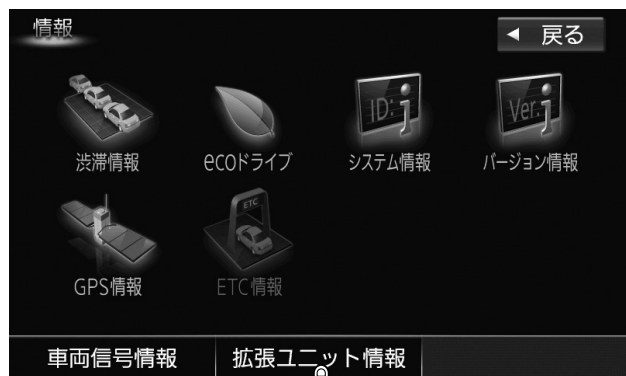 情報
◀ 戻る
渋滞情報
ecoドライブ
ID:i
システム情報
Ver.i
バージョン情報
GPS情報
ETC
ETC情報
車両信号情報
拡張ユニット情報